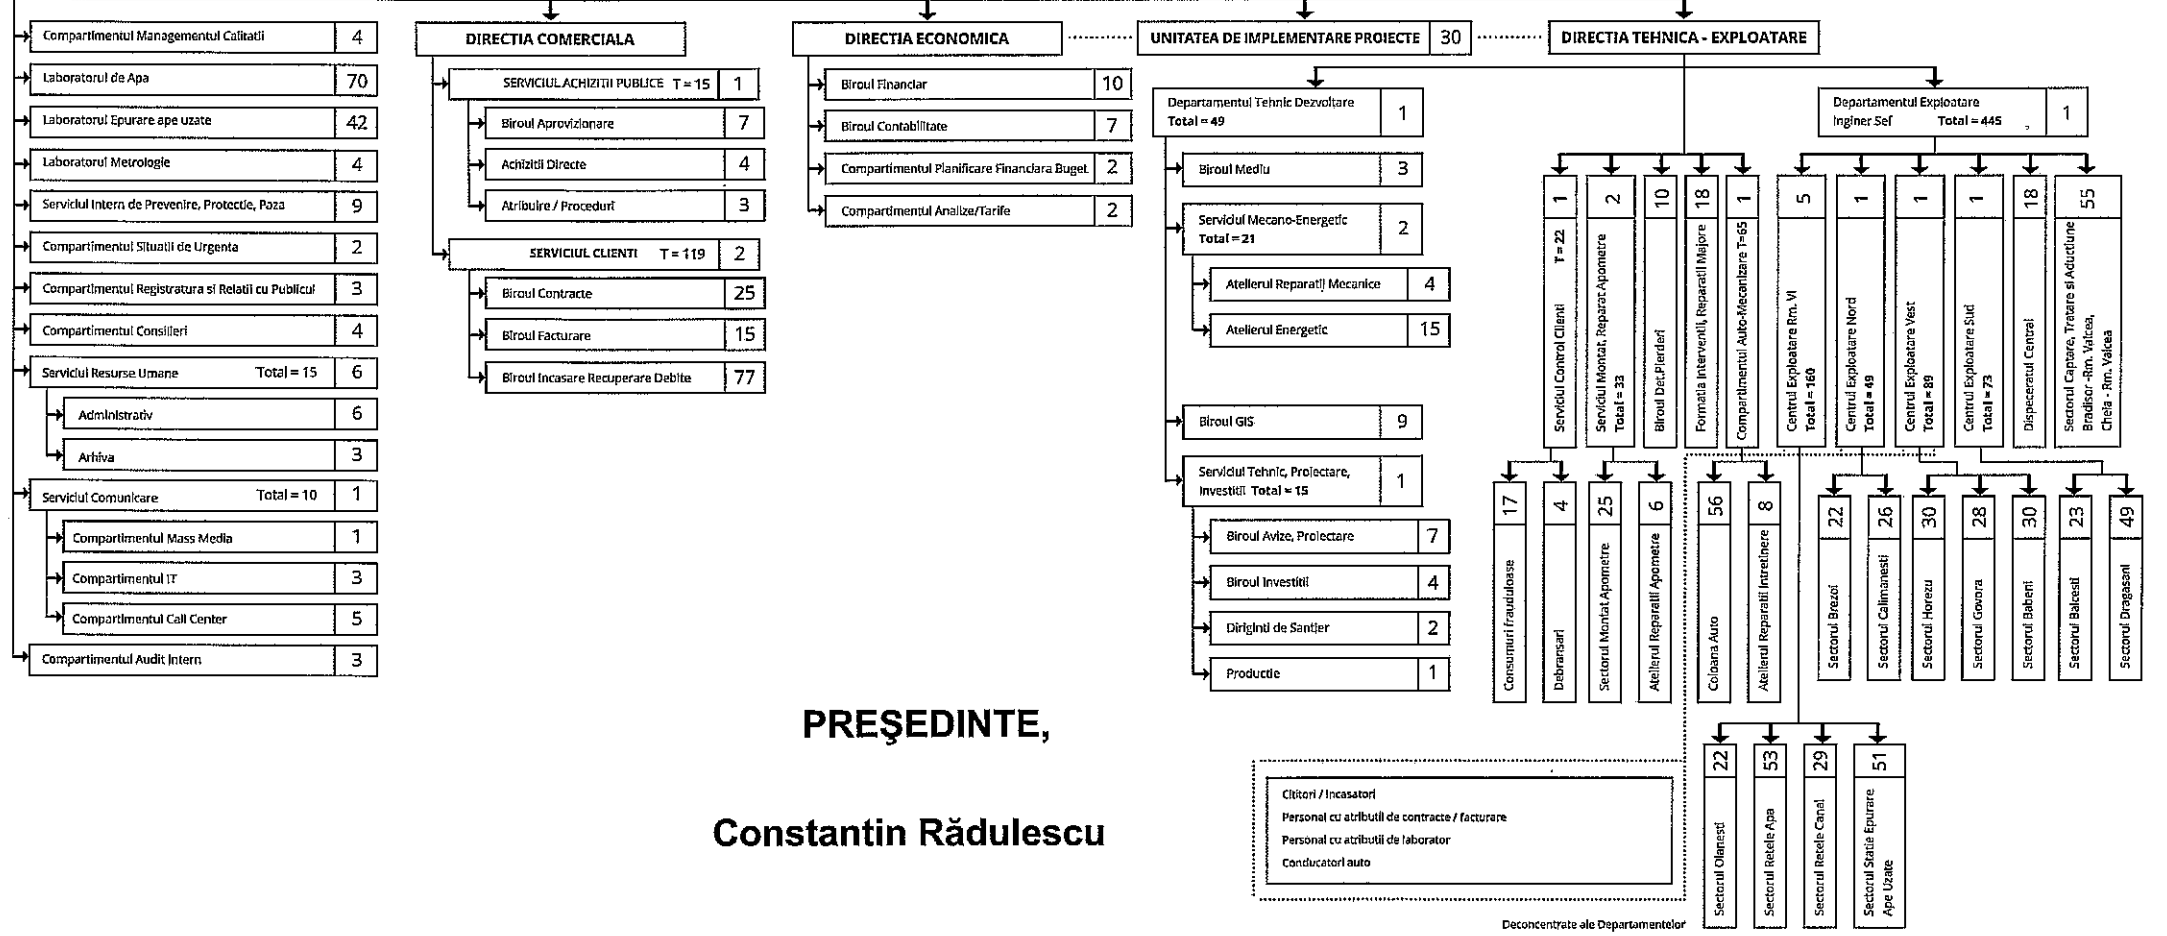 Compartimentul Managementul Calitatii 4
Laboratorul de Apa 70
Laboratorul Epurare ape uzate 42
Laboratorul Metrologie 4
Serviciul Intern de Prevenire, Protectie, Paza 9
Compartimentul Situatii de Urgenta 2
Compartimentul Registratura si Relatii cu Publicul 3
Compartimentul Consilieri 4
Serviciul Resurse Umane Total = 15 6
Administrativ 6
Arhiva 3
Serviciul Comunicare Total = 10 1
Compartimentul Mass Media 1
Compartimentul IT 3
Compartimentul Call Center 5
Compartimentul Audit Intern 3
DIRECTIA COMERCIALA
SERVICIUL ACHIZITII PUBLICE T = 15 1
Biroul Aprovizionare 7
Achizitii Directe 4
Atribuire / Proceduri 3
SERVICIUL CLIENTI T = 119 2
Biroul Contracte 25
Biroul Facturare 15
Biroul Incasare Recuperare Debite 77
DIRECTIA ECONOMICA
Biroul Financiar 10
Biroul Contabilitate 7
Compartimentul Planificare Financiara Buget 2
Compartimentul Analize/Tarife 2
UNITATEA DE IMPLEMENTARE PROIECTE 30
DIRECTIA TEHNICA - EXPLOATARE
Departamentul Tehnic Dezvoltare
Total = 49 1
Biroul Mediu 3
Serviciul Mecano-Energetic
Total = 21 2
Atelierul Reparatii Mecanice 4
Atelierul Energetic 15
Biroul GIS 9
Serviciul Tehnic, Proiectare,
Investitii Total = 15 1
Biroul Avize, Proiectare 7
Biroul Investitii 4
Diriginti de Santier 2
Productie 1
Departamentul Exploatare
Inginer Sef Total = 445 1
Serviciul Control Clienti T = 22 1
Serviciul Montat, Reparat Apometre
Total = 33 2
Biroul Det.Pierderi 10
Formatia Interventii, Reparatii Majore 18
Compartimentul Auto-Mecanizare T=65 1
Centrul Exploatare Rm. Vl
Total = 160 5
Centrul Exploatare Nord
Total = 49 1
Centrul Exploatare Vest
Total = 89 1
Centrul Exploatare Sud
Total = 73 1
Dispeceratul Central 18
Sectorul Captare, Tratare si Aductiune
Bradisor -Rm. Valcea,
Cheia - Rm. Valcea 55
Consumuri frauduloase 17
Debransari 4
Sectorul Montat Apometre 25
Atelierul Reparatii Apometre 6
Coloana Auto 56
Atelierul Reparatii Intretinere 8
Sectorul Brezoi 22
Sectorul Calimanesti 26
Sectorul Horezu 30
Sectorul Govora 28
Sectorul Babeni 30
Sectorul Balcesti 23
Sectorul Dragasani 49
Sectorul Olanesti 22
Sectorul Retele Apa 53
Sectorul Retele Canal 29
Sectorul Statie Epurare
Ape Uzate 51
PREŞEDINTE,
Constantin Rădulescu
Cititori / Incasatori
Personal cu atributii de contracte / facturare
Personal cu atributii de laborator
Conducatori auto
Deconcentrate ale Departamentelor